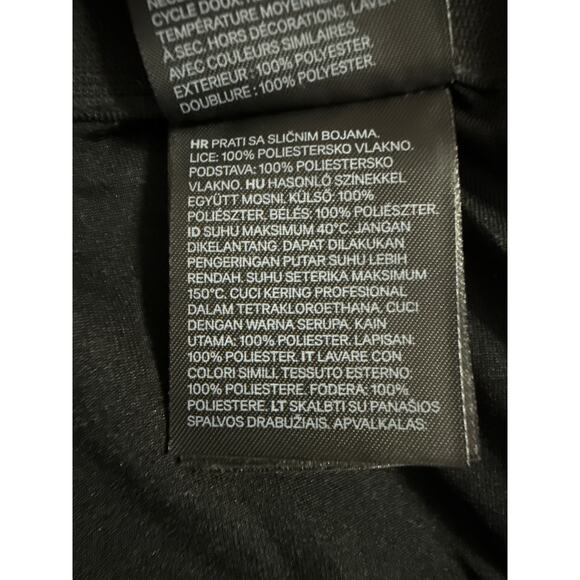 CYCLE DOUX
TEMPÉRATURE MOYENNE
À SEC. HORS DÉCORATIONS. LAVER
AVEC COULEURS SIMILAIRES.
EXTERIEUR : 100% POLYESTER.
DOUBLURE : 100% POLYESTER.
HR PRATI SA SLIČNIM BOJAMA.
LICE: 100% POLIESTERSKO VLAKNO.
PODSTAVA: 100% POLIESTERSKO
VLAKNO. HU HASONLÓ SZÍNEKKEL
EGYÜTT MOSNI. KÜLSŐ: 100%
POLIÉSZTER. BÉLÉS: 100% POLIÉSZTER.
ID SUHU MAKSIMUM 40°C. JANGAN
DIKELANTANG. DAPAT DILAKUKAN
PENGERINGAN PUTAR SUHU LEBIH
RENDAH. SUHU SETERIKA MAKSIMUM
150°C. CUCI KERING PROFESIONAL
DALAM TETRAKLOROETHANA. CUCI
DENGAN WARNA SERUPA. KAIN
UTAMA: 100% POLIESTER. LAPISAN:
100% POLIESTER. IT LAVARE CON
COLORI SIMILI. TESSUTO ESTERNO:
100% POLIESTERE. FODERA: 100%
POLIESTERE. LT SKALBTI SU PANAŠIOS
SPALVOS DRABUŽIAIS. APVALKALAS: